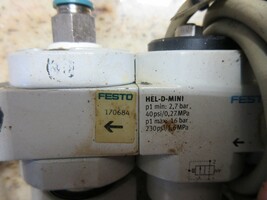 FESTO
170684
HEL-D-MINI
p1 min: 2,7 bar,
40psi/0,27MPa
p1 max: 16 bar,
230psi/1,6MPa
FESTO